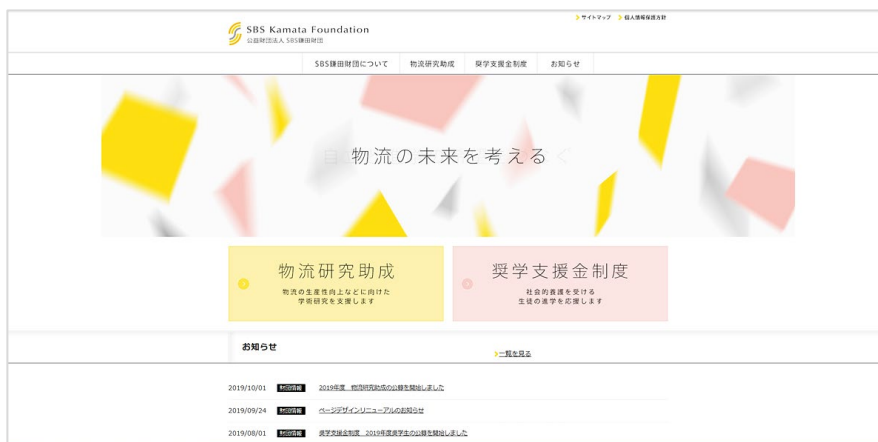 サイトマップ 個人情報保護方針
SBS Kamata Foundation
公益財団法人 SBS鎌田財団
SBS鎌田財団について 物流研究助成 奨学支援金制度 お知らせ
物流の未来を考える
物流研究助成
物流の生産性向上などに向けた
学術研究を支援します
奨学支援金制度
社会的養護を受ける
生徒の進学を応援します
お知らせ
一覧を見る
2019/10/01 財団情報 2019年度 物流研究助成の公募を開始しました
2019/09/24 財団情報 ページデザインリニューアルのお知らせ
2019/08/01 財団情報 奨学支援金制度 2019年度奨学生の公募を開始しました